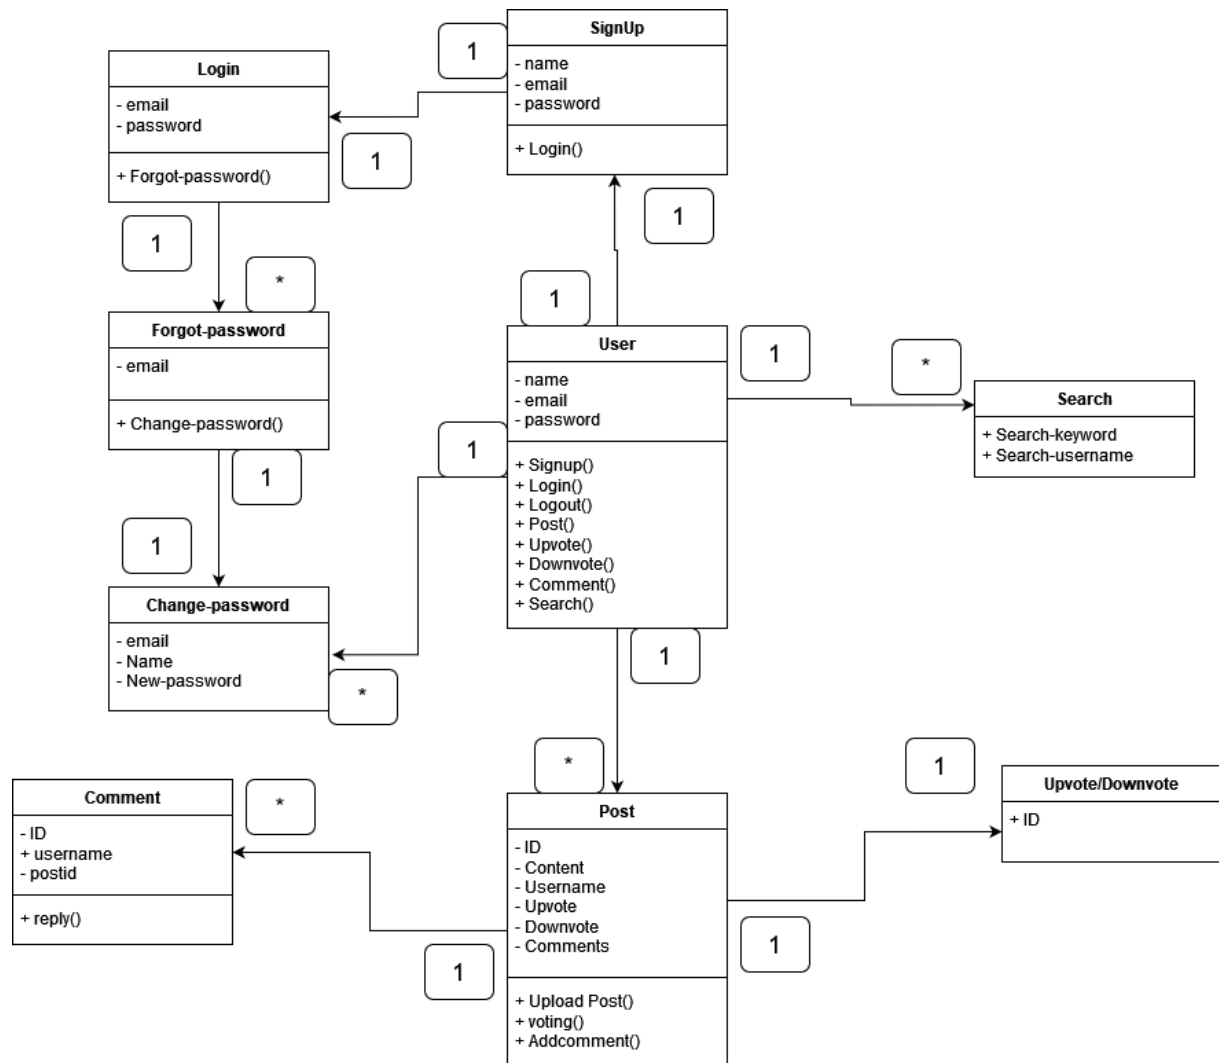 SignUp
- name
- email
- password
+ Login()
1
Login
- email
- password
+ Forgot-password()
1
1
1
1
*
Forgot-password
- email
+ Change-password()
1
1
Change-password
- email
- Name
- New-password
*
User
- name
- email
- password
+ Signup()
+ Login()
+ Logout()
+ Post()
+ Upvote()
+ Downvote()
+ Comment()
+ Search()
1
1
*
Search
+ Search-keyword
+ Search-username
1
*
Post
- ID
- Content
- Username
- Upvote
- Downvote
- Comments
+ Upload Post()
+ voting()
+ Addcomment()
*
Comment
- ID
+ username
- postid
+ reply()
1
1
1
Upvote/Downvote
+ ID